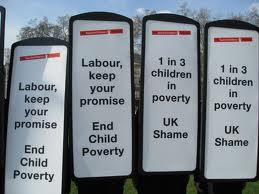 Labour,
keep
your
promise
End
Child
Poverty
Labour,
keep your
promise
End
Child
Poverty
1 in 3
children
in
poverty
UK
Shame
1 in 3
children
in
poverty
UK
Shame